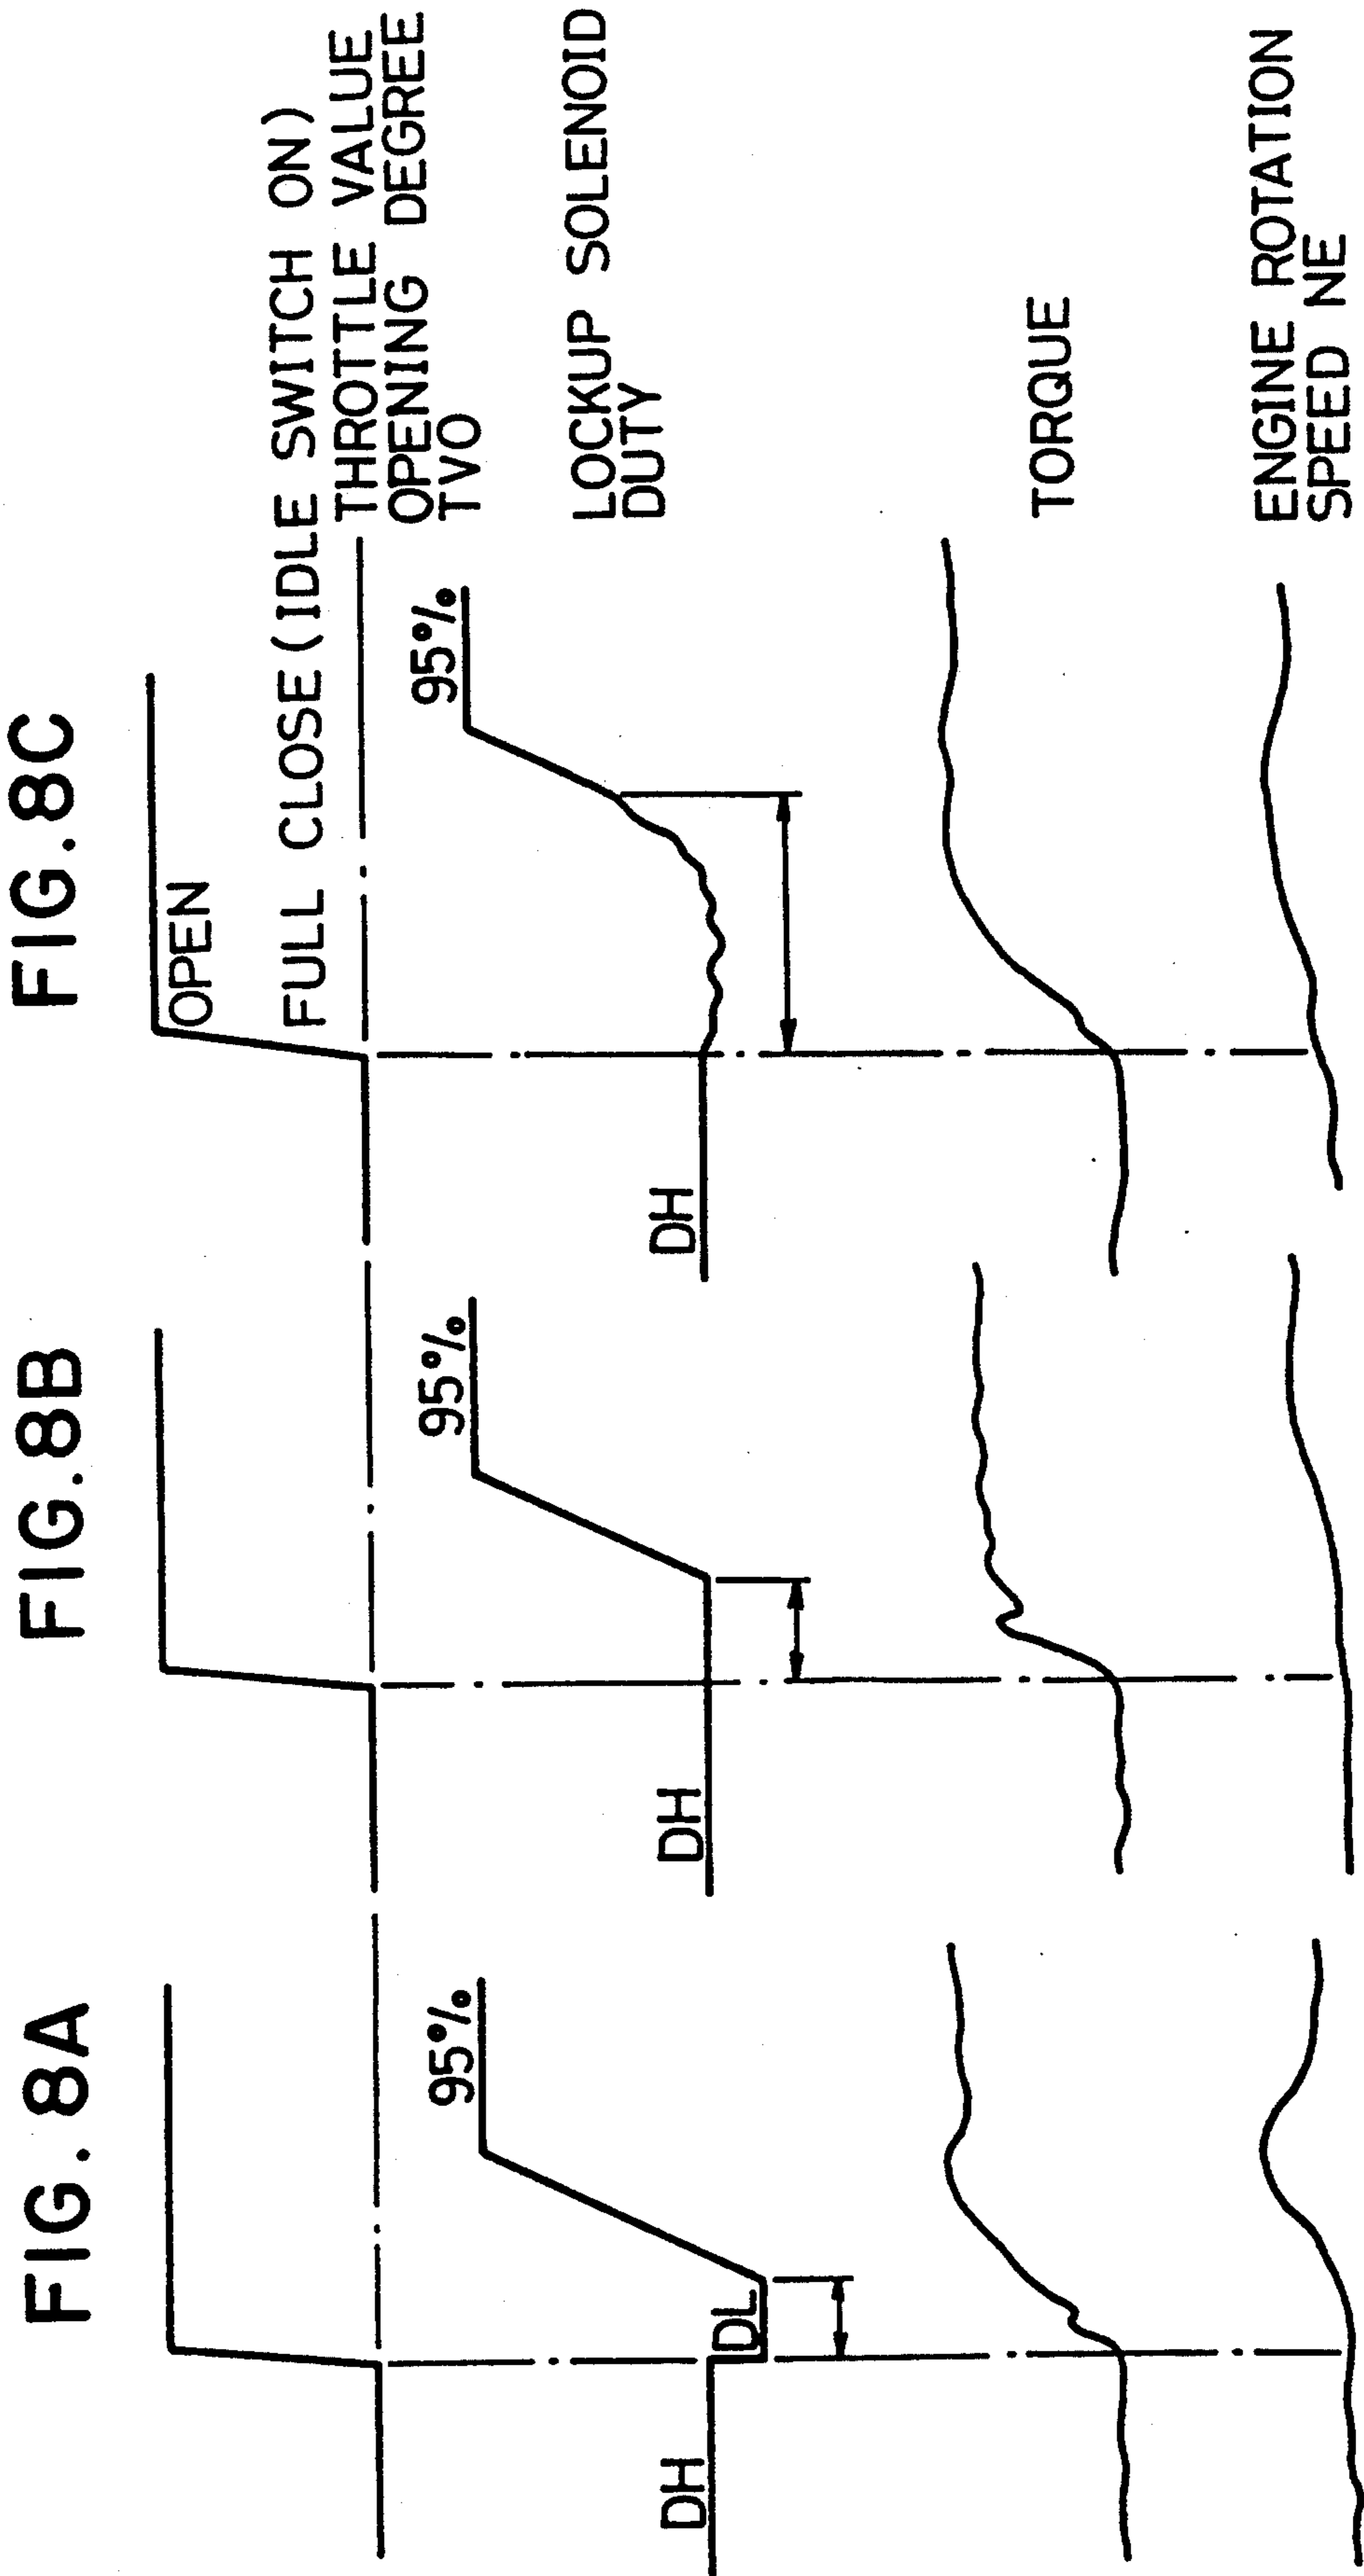 FIG. 8A
FIG. 8B
FIG. 8C
OPEN
FULL CLOSE (IDLE SWITCH ON)
THROTTLE VALUE
OPENING DEGREE
TVO
95%
95%
95%
LOCKUP SOLENOID
DUTY
DH
DL
DH
DH
TORQUE
ENGINE ROTATION
SPEED NE